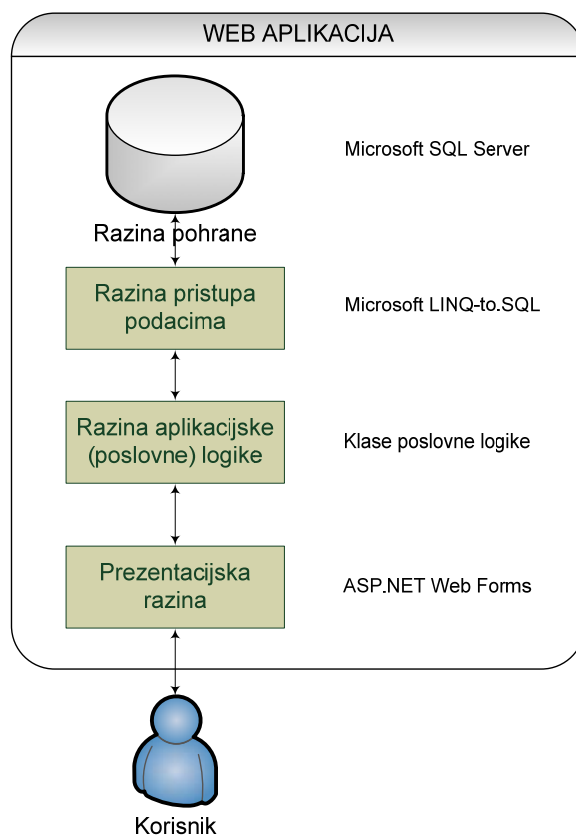 WEB APLIKACIJA
Microsoft SQL Server
Razina pohrane
Razina pristupa
podacima
Microsoft LINQ-to.SQL
Razina aplikacijske
(poslovne) logike
Klase poslovne logike
Prezentacijska
razina
ASP.NET Web Forms
Korisnik